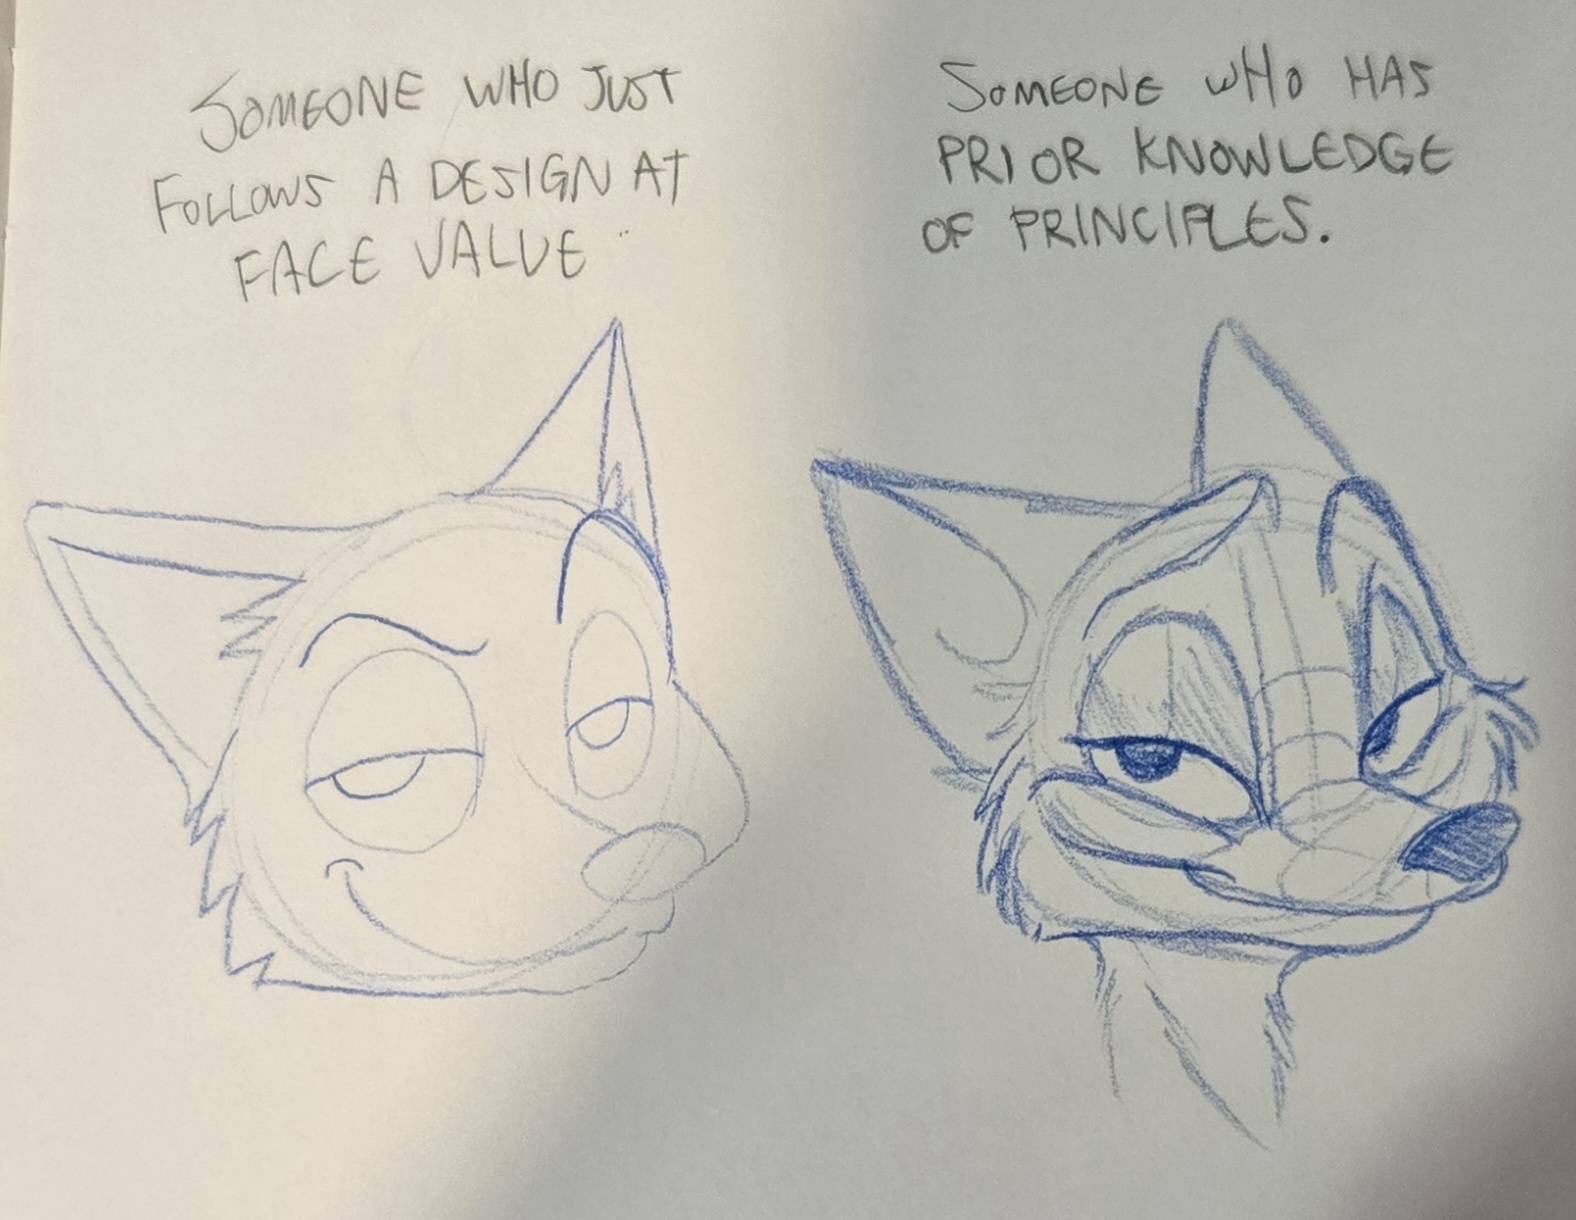 SOMEONE WHO JUST
FOLLOWS A DESIGN AT
FACE VALUE
SOMEONE WHO HAS
PRIOR KNOWLEDGE
OF PRINCIPLES.